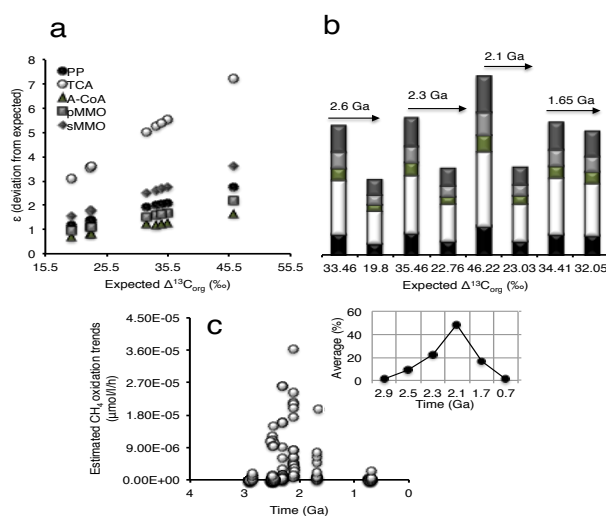 a
8
7
6
5
4
3
2
1
0
PP
TCA
A-CoA
pMMO
sMMO
ε (deviation from expected)
15.5 25.5 35.5 45.5 55.5
Expected Δ¹³Corg (‰)
b
2.6 Ga
2.3 Ga
2.1 Ga
1.65 Ga
33.46 19.8 35.46 22.76 46.22 23.03 34.41 32.05
Expected Δ¹³Corg (‰)
c
4.50E-05
3.60E-05
2.70E-05
1.80E-05
9.00E-06
0.00E+00
Estimated CH₄ oxidation trends
(µmol/l/h)
4 3 2 1 0
Time (Ga)
60
40
20
0
Average (%)
2.9 2.5 2.3 2.1 1.7 0.7
Time (Ga)